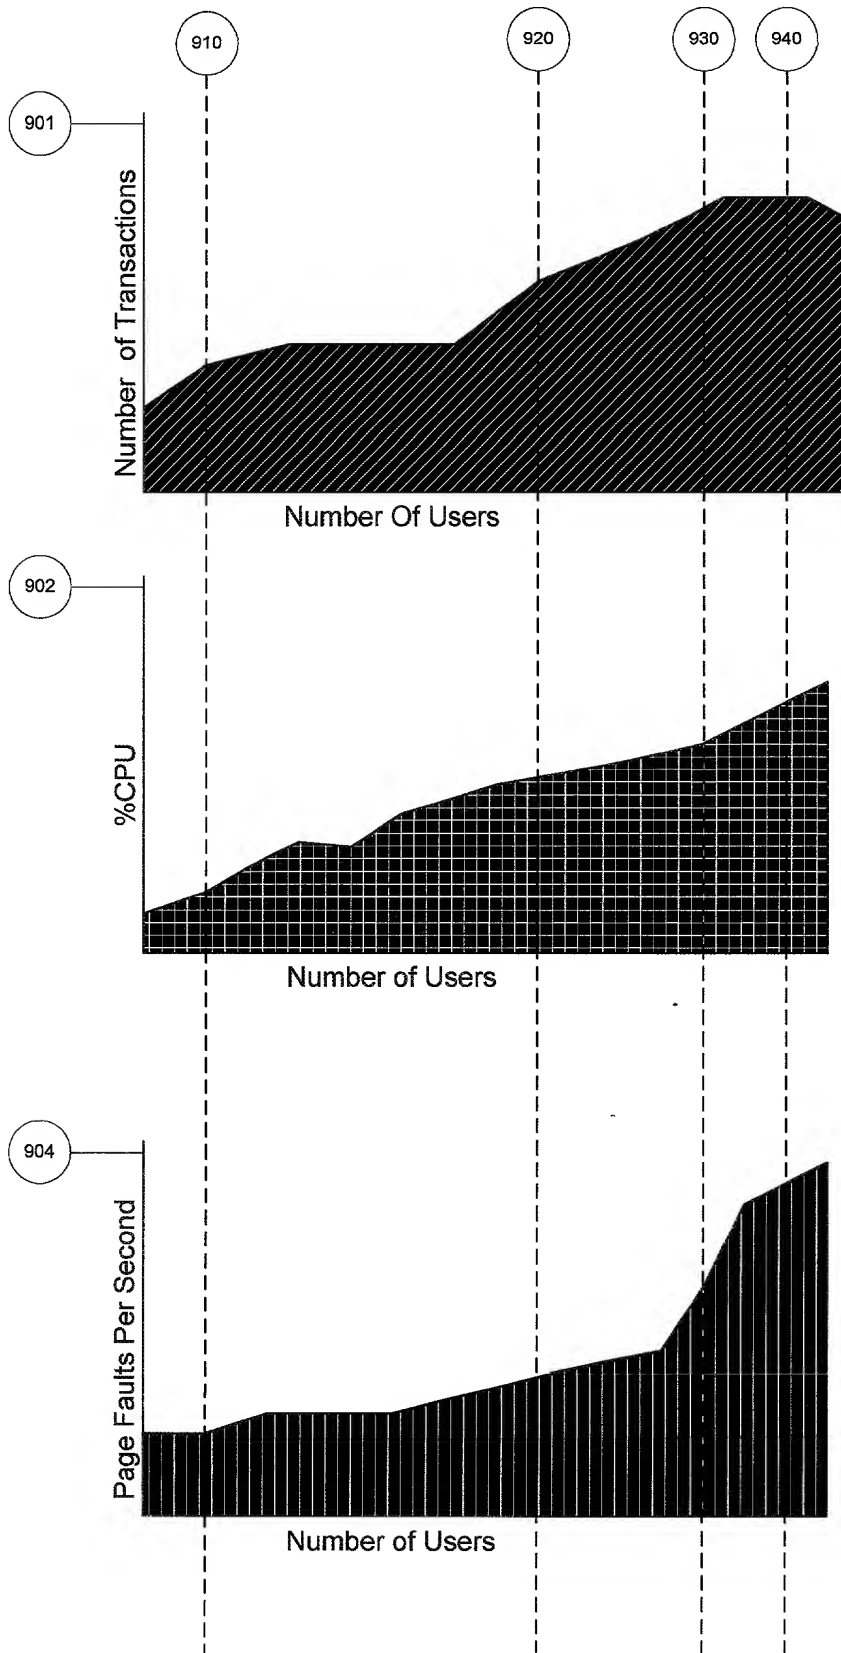 910
920
930
940
901
Number of Transactions
Number Of Users
902
%CPU
Number of Users
904
Page Faults Per Second
Number of Users